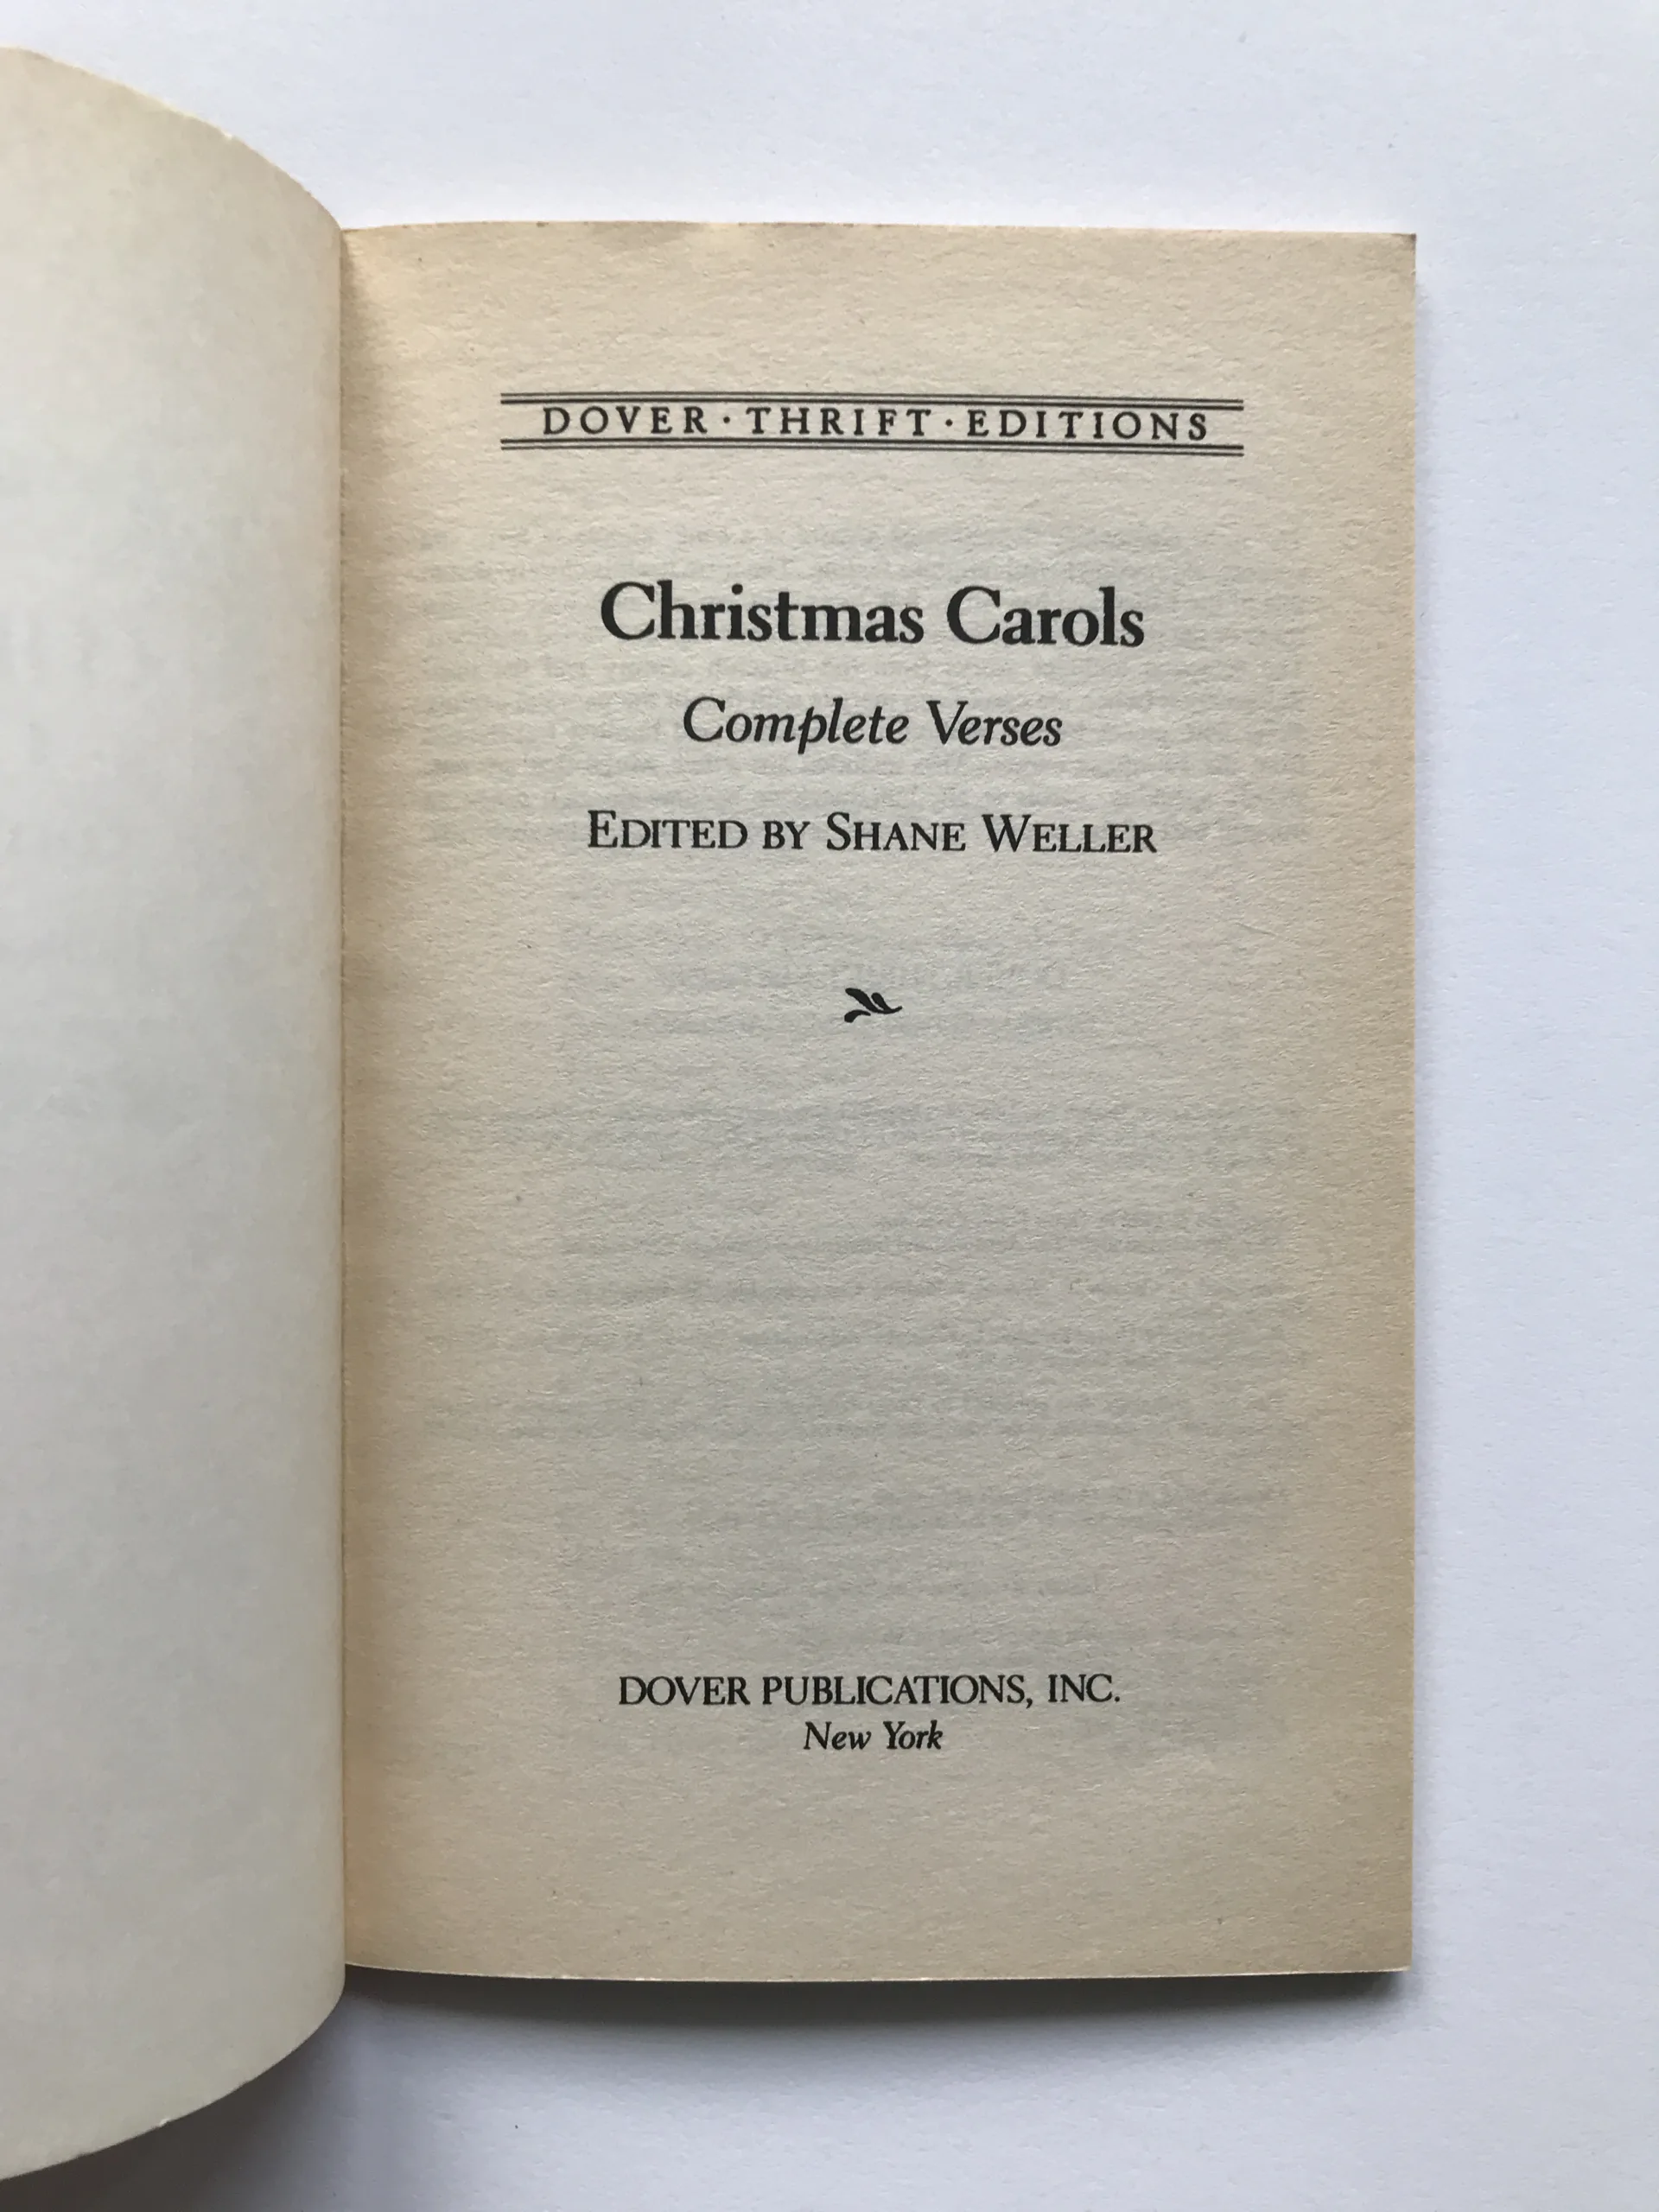 DOVER · THRIFT · EDITIONS
Christmas Carols
Complete Verses
EDITED BY SHANE WELLER
DOVER PUBLICATIONS, INC.
New York